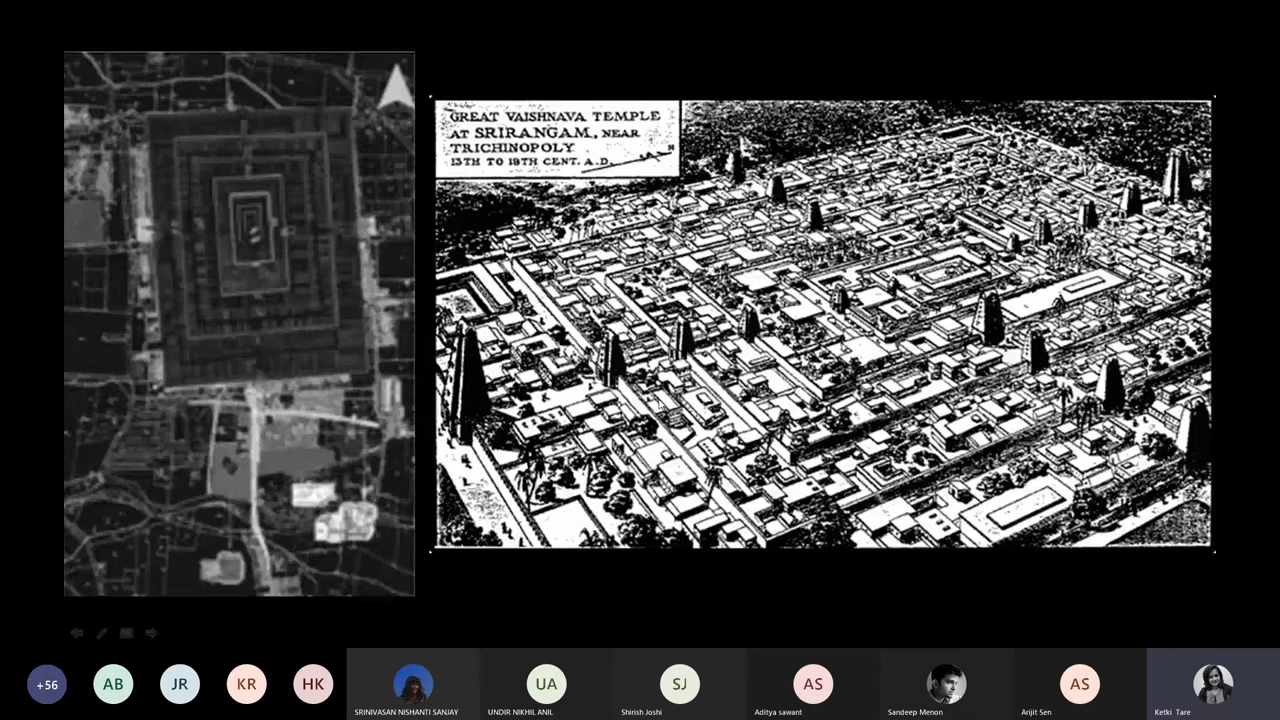 GREAT VAISHNAVA TEMPLE
AT SRIRANGAM, NEAR
TRICHINOPOLY
13TH TO 18TH CENT. A.D.
+56
AB
JR
KR
HK
UA
SJ
AS
AS
SRINIVASAN NISHANTI SANJAY
UNDIR NIKHIL ANIL
Shirish Joshi
Aditya sawant
Sandeep Menon
Arijit Sen
Ketki Tare